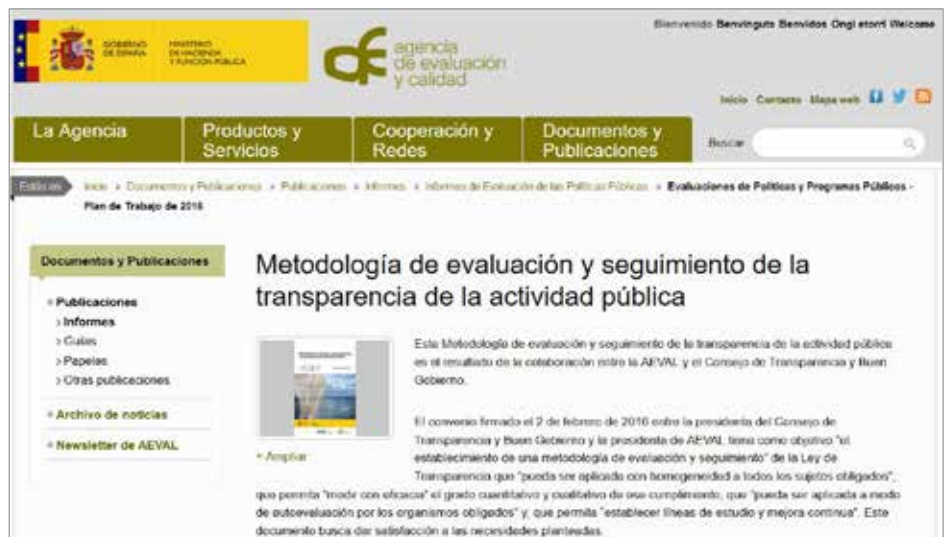 Bienvenido Benvinguts Benvidos Ongi etorri Welcome
GOBIERNO
DE ESPAÑA
MINISTERIO
DE HACIENDA
Y FUNCIÓN PÚBLICA
agencia
de evaluación
y calidad
Inicio Contacto Mapa web
La Agencia
Productos y
Servicios
Cooperación y
Redes
Documentos y
Publicaciones
Buscar
Estás en
Inicio » Documentos y Publicaciones » Publicaciones » Informes » Informes de Evaluación de las Políticas Públicas » Evaluaciones de Políticas y Programas Públicos -
Plan de Trabajo de 2016
Documentos y Publicaciones
Publicaciones
› Informes
› Guías
› Papeles
› Otras publicaciones
Archivo de noticias
Newsletter de AEVAL
Metodología de evaluación y seguimiento de la
transparencia de la actividad pública
+ Ampliar
Esta Metodología de evaluación y seguimiento de la transparencia de la actividad pública
es el resultado de la colaboración entre la AEVAL y el Consejo de Transparencia y Buen
Gobierno.
El convenio firmado el 2 de febrero de 2016 entre la presidenta del Consejo de
Transparencia y Buen Gobierno y la presidenta de AEVAL tiene como objetivo "el
establecimiento de una metodología de evaluación y seguimiento" de la Ley de
Transparencia que "pueda ser aplicada con homogeneidad a todos los sujetos obligados",
que permita "medir con eficacia" el grado cuantitativo y cualitativo de ese cumplimiento, que "pueda ser aplicada a modo
de autoevaluación por los organismos obligados" y, que permita "establecer líneas de estudio y mejora continua". Este
documento busca dar satisfacción a las necesidades planteadas.